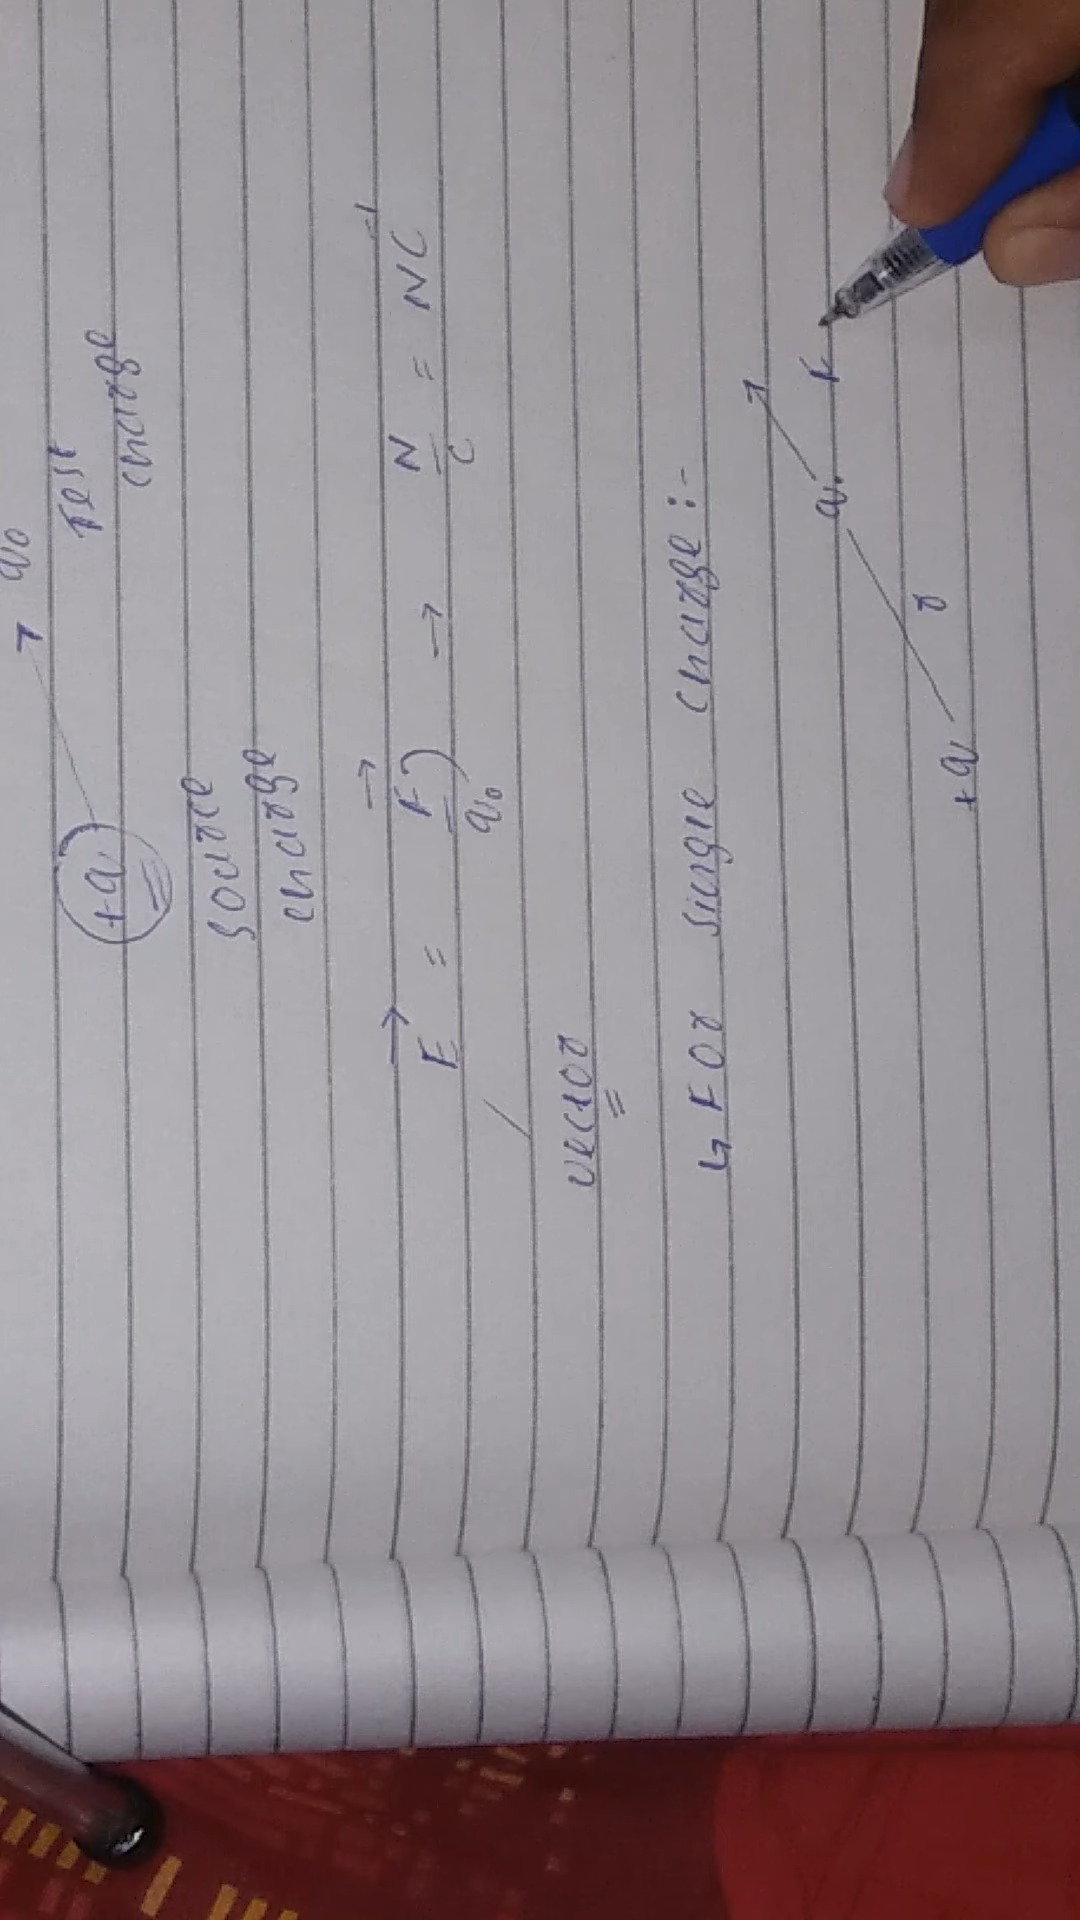 q₀
+q
Test
charge
source
charge
E⃗ = F⃗/q₀) → N/C = NC⁻¹
vector
↳ For single charge :-
q₀ F
r
+q